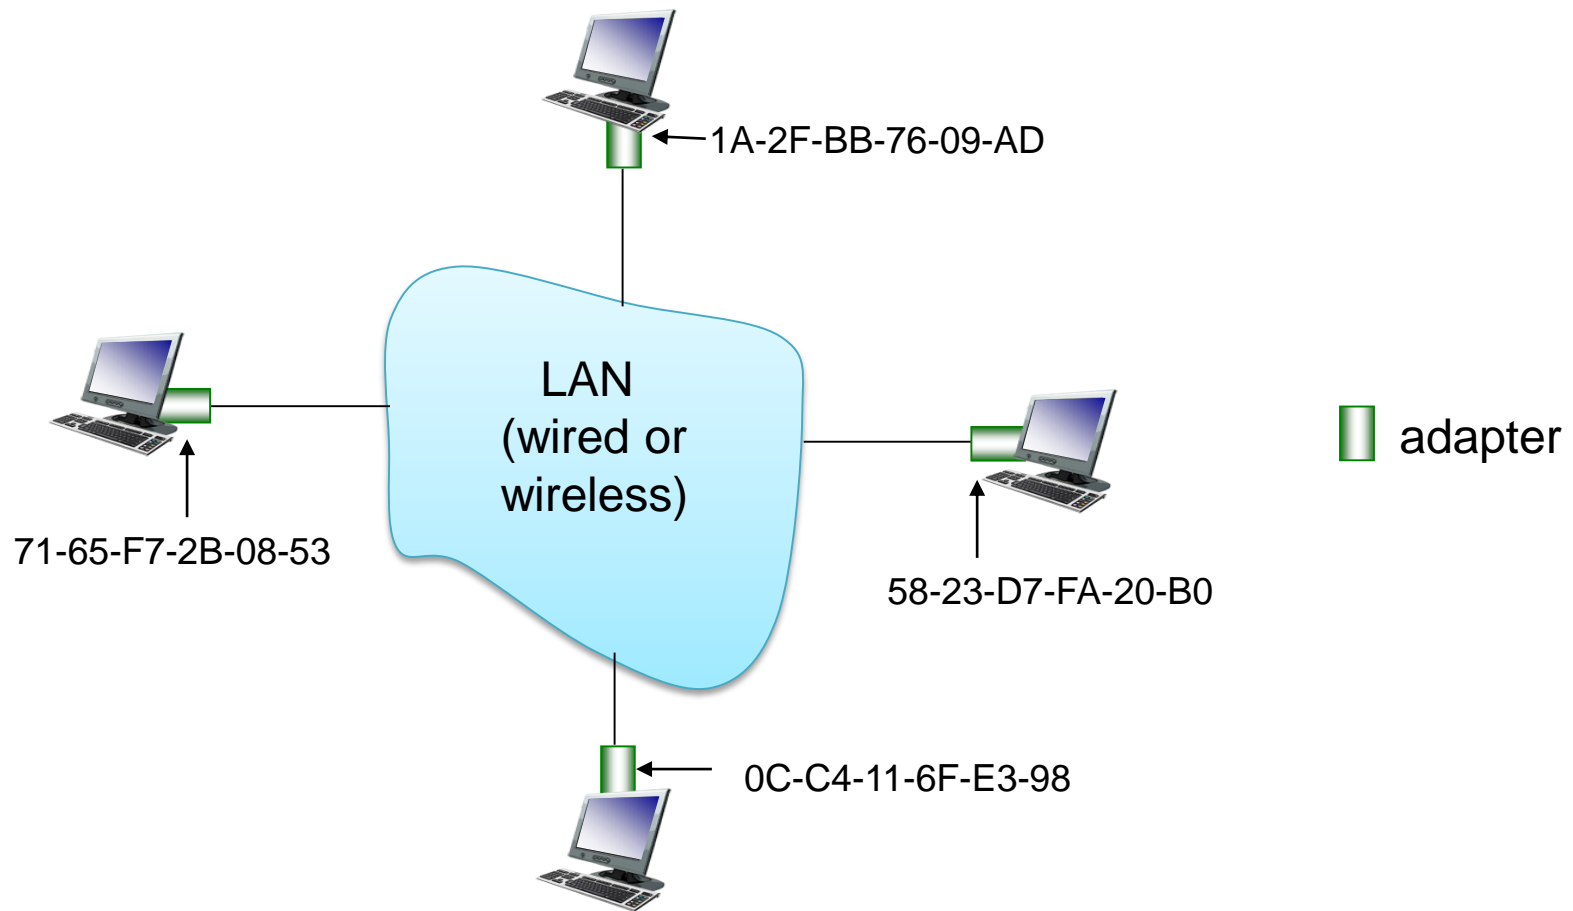 1A-2F-BB-76-09-AD
LAN
(wired or
wireless)
adapter
71-65-F7-2B-08-53
58-23-D7-FA-20-B0
0C-C4-11-6F-E3-98